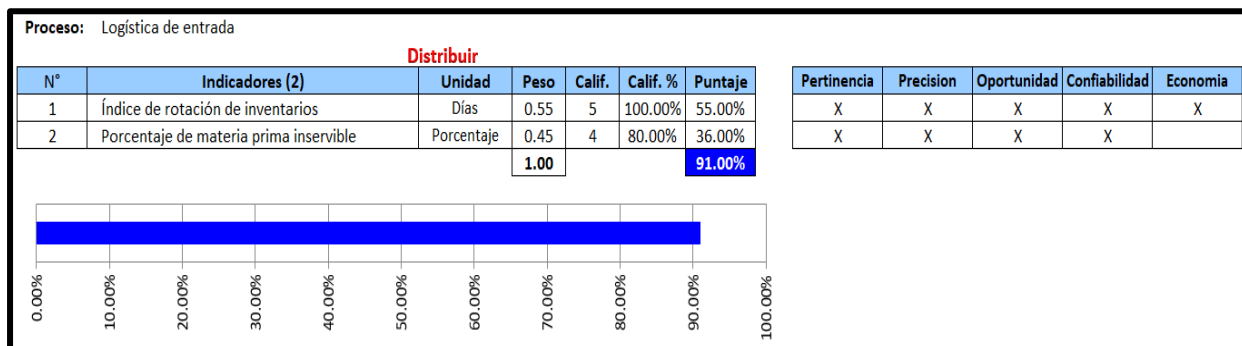 Proceso: Logística de entrada
Distribuir
N° Indicadores (2) Unidad Peso Calif. Calif. % Puntaje Pertinencia Precision Oportunidad Confiabilidad Economia
1 Índice de rotación de inventarios Días 0.55 5 100.00% 55.00% X X X X X
2 Porcentaje de materia prima inservible Porcentaje 0.45 4 80.00% 36.00% X X X X
1.00 91.00%
0.00% 10.00% 20.00% 30.00% 40.00% 50.00% 60.00% 70.00% 80.00% 90.00% 100.00%